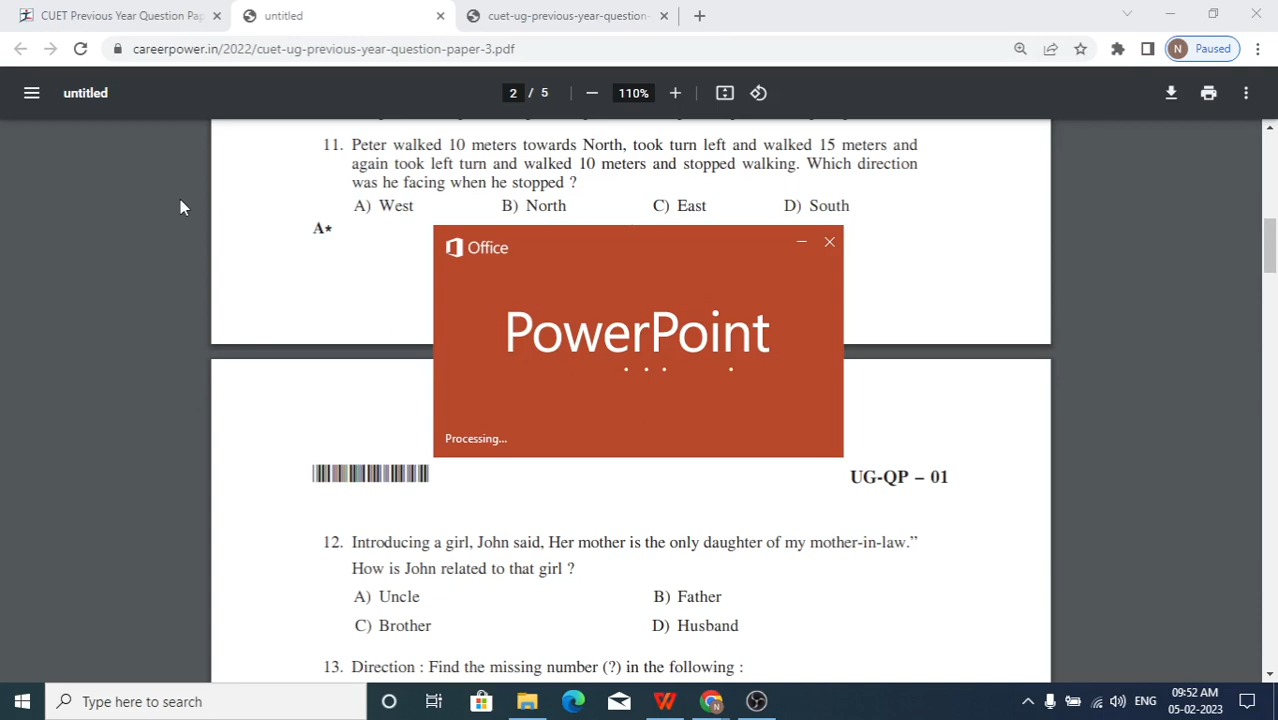 CUET Previous Year Question Pap
untitled
cuet-ug-previous-year-question-
careerpower.in/2022/cuet-ug-previous-year-question-paper-3.pdf
N Paused
untitled
2 / 5
110%
11. Peter walked 10 meters towards North, took turn left and walked 15 meters and
again took left turn and walked 10 meters and stopped walking. Which direction
was he facing when he stopped ?
A) West B) North C) East D) South
A*
Office
PowerPoint
Processing...
UG-QP – 01
12. Introducing a girl, John said, Her mother is the only daughter of my mother-in-law.”
How is John related to that girl ?
A) Uncle B) Father
C) Brother D) Husband
13. Direction : Find the missing number (?) in the following :
Type here to search
ENG
09:52 AM
05-02-2023